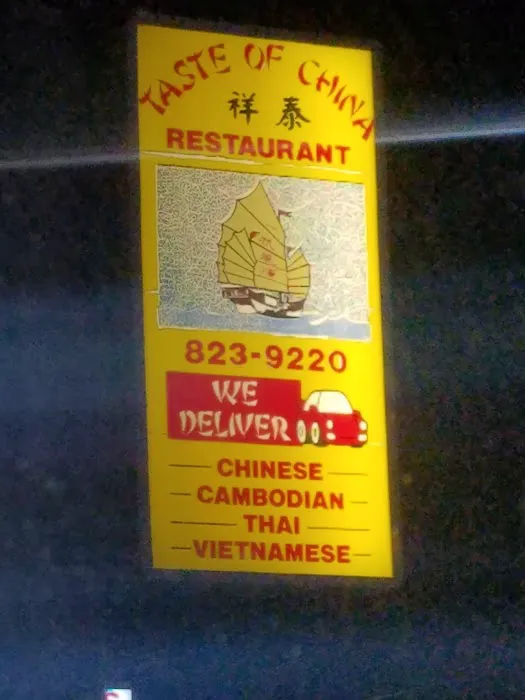 TASTE OF CHINA
祥泰
RESTAURANT
823-9220
WE
DELIVER
CHINESE
CAMBODIAN
THAI
VIETNAMESE